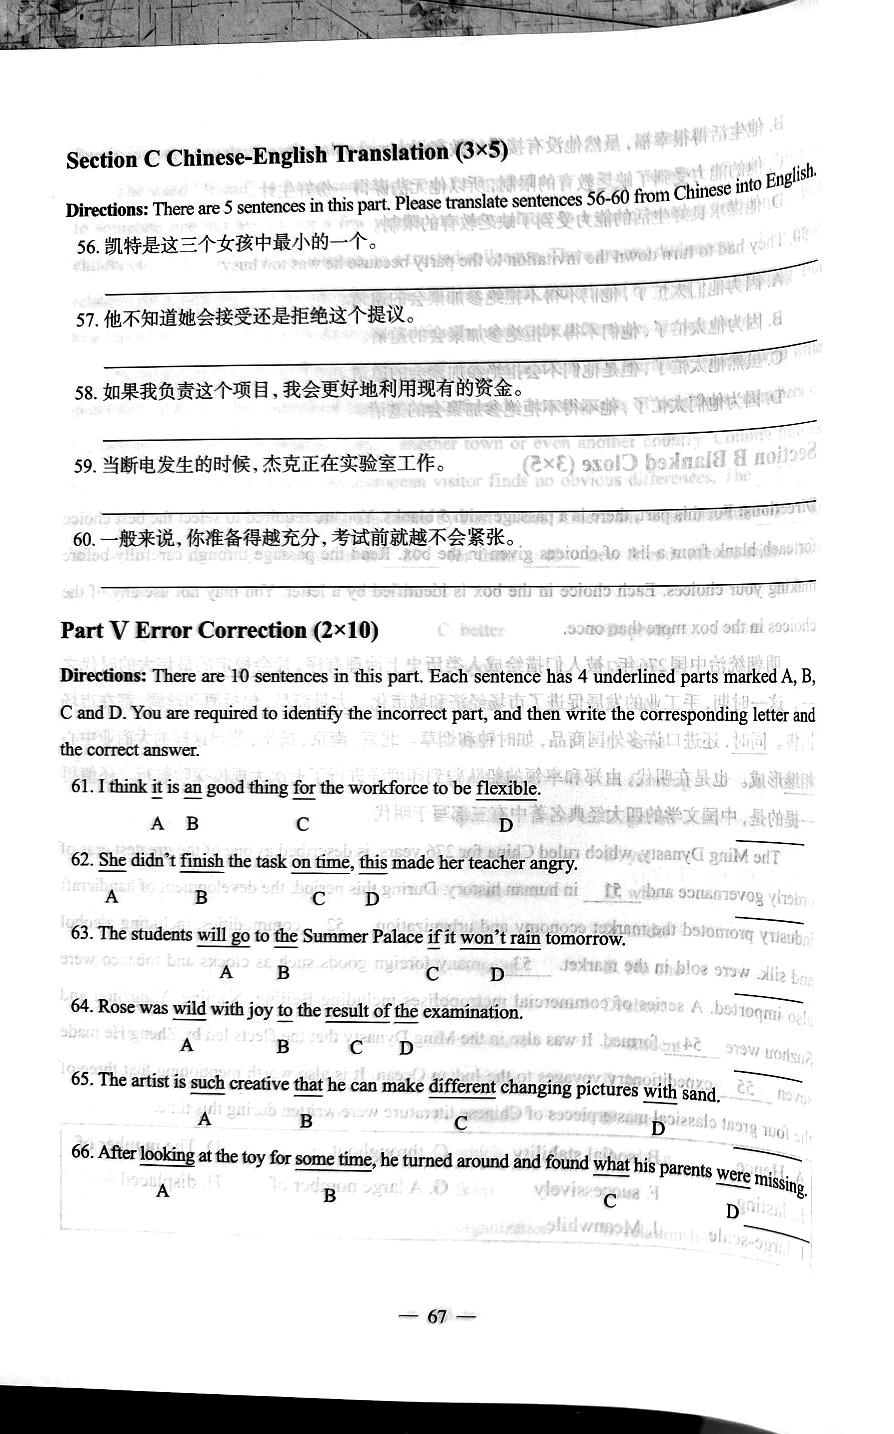 Section C Chinese-English Translation (3×5)
Directions: There are 5 sentences in this part. Please translate sentences 56-60 from Chinese into English.
56. 凯特是这三个女孩中最小的一个。
57. 他不知道她会接受还是拒绝这个提议。
58. 如果我负责这个项目，我会更好地利用现有的资金。
59. 当断电发生的时候，杰克正在实验室工作。
60. 一般来说，你准备得越充分，考试前就越不会紧张。
Part V Error Correction (2×10)
Directions: There are 10 sentences in this part. Each sentence has 4 underlined parts marked A, B,
C and D. You are required to identify the incorrect part, and then write the corresponding letter and
the correct answer.
61. I think it is an good thing for the workforce to be flexible.
A B C D
62. She didn't finish the task on time, this made her teacher angry.
A B C D
63. The students will go to the Summer Palace if it won't rain tomorrow.
A B C D
64. Rose was wild with joy to the result of the examination.
A B C D
65. The artist is such creative that he can make different changing pictures with sand.
A B C D
66. After looking at the toy for some time, he turned around and found what his parents were missing.
A B C D
— 67 —